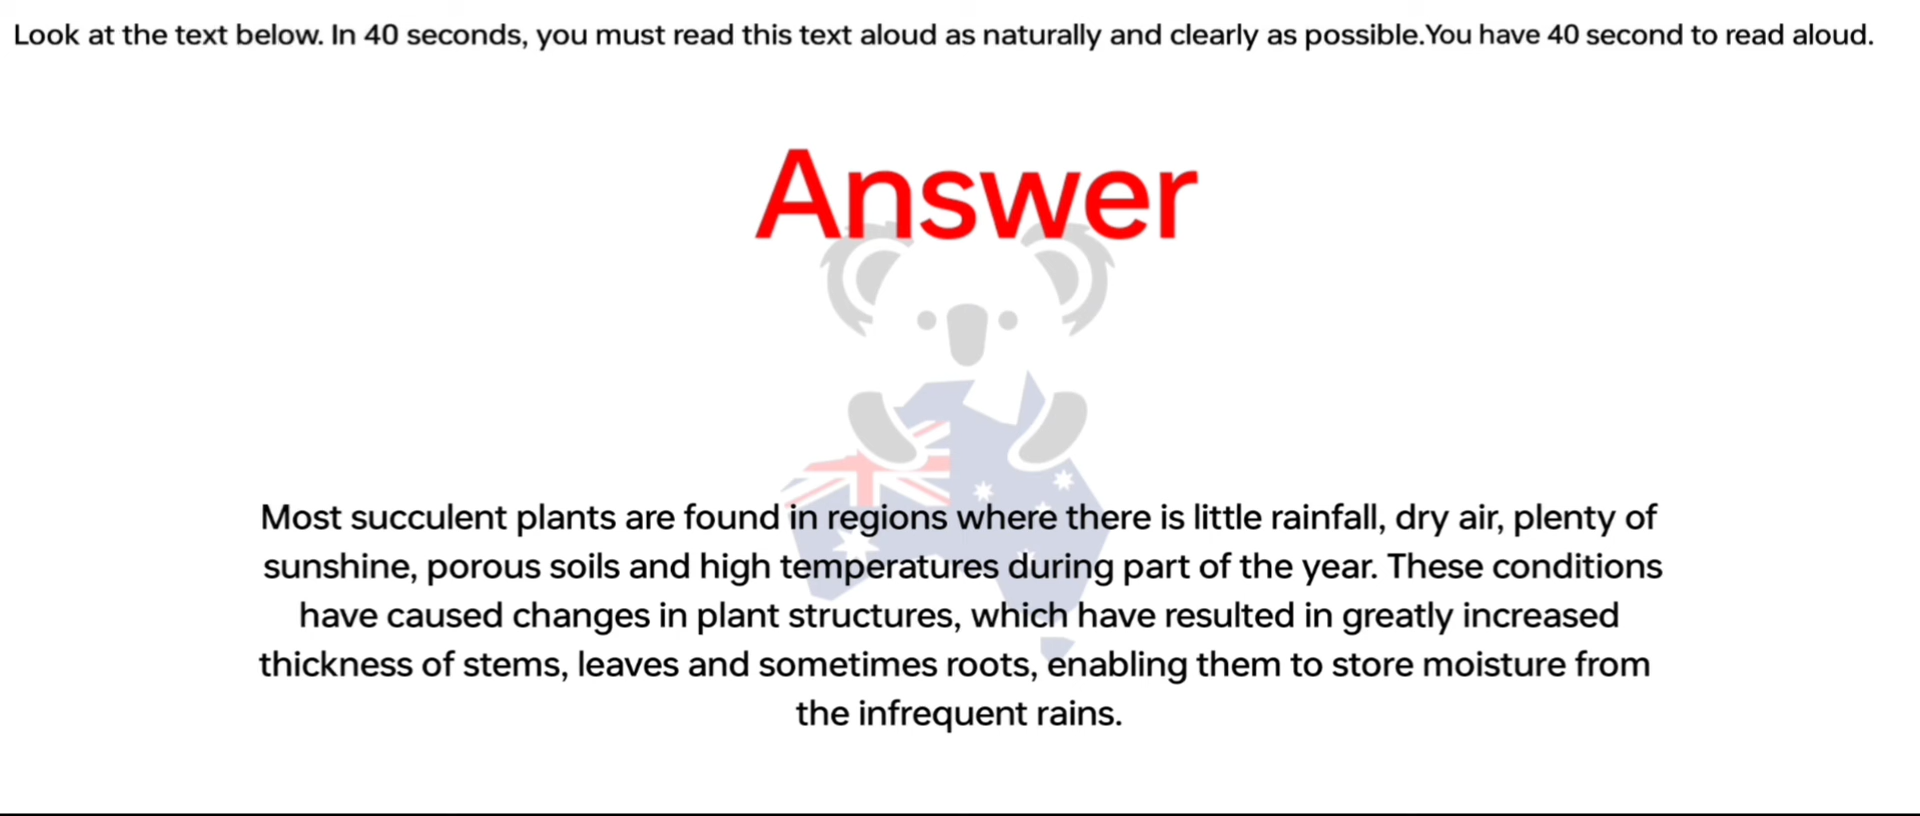 Look at the text below. In 40 seconds, you must read this text aloud as naturally and clearly as possible.You have 40 second to read aloud.
Answer
Most succulent plants are found in regions where there is little rainfall, dry air, plenty of
sunshine, porous soils and high temperatures during part of the year. These conditions
have caused changes in plant structures, which have resulted in greatly increased
thickness of stems, leaves and sometimes roots, enabling them to store moisture from
the infrequent rains.